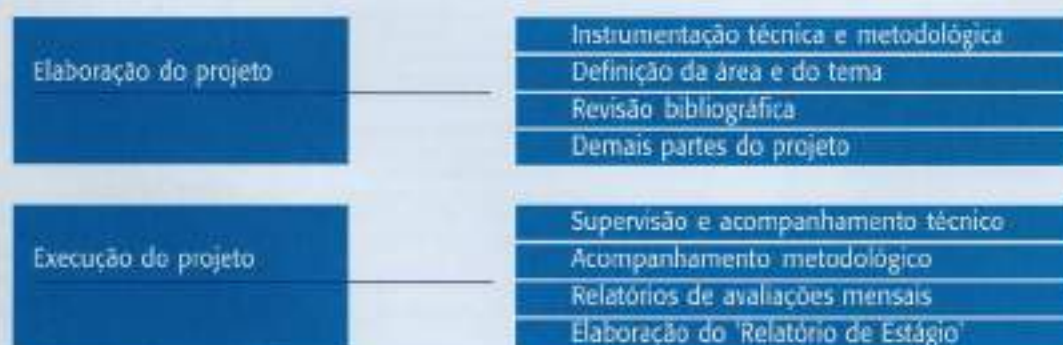 Elaboração do projeto
Instrumentação técnica e metodológica
Definição da área e do tema
Revisão bibliográfica
Demais partes do projeto
Execução do projeto
Supervisão e acompanhamento técnico
Acompanhamento metodológico
Relatórios de avaliações mensais
Elaboração do 'Relatório de Estágio'